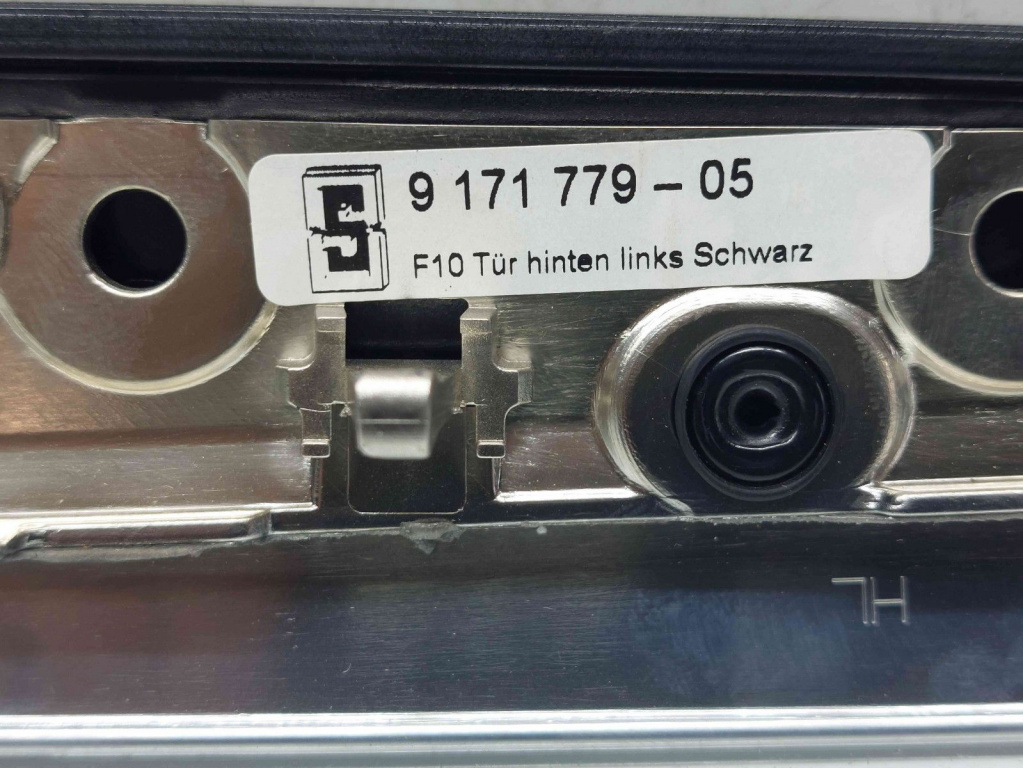 S
9 171 779 – 05
F10 Tür hinten links Schwarz
HL